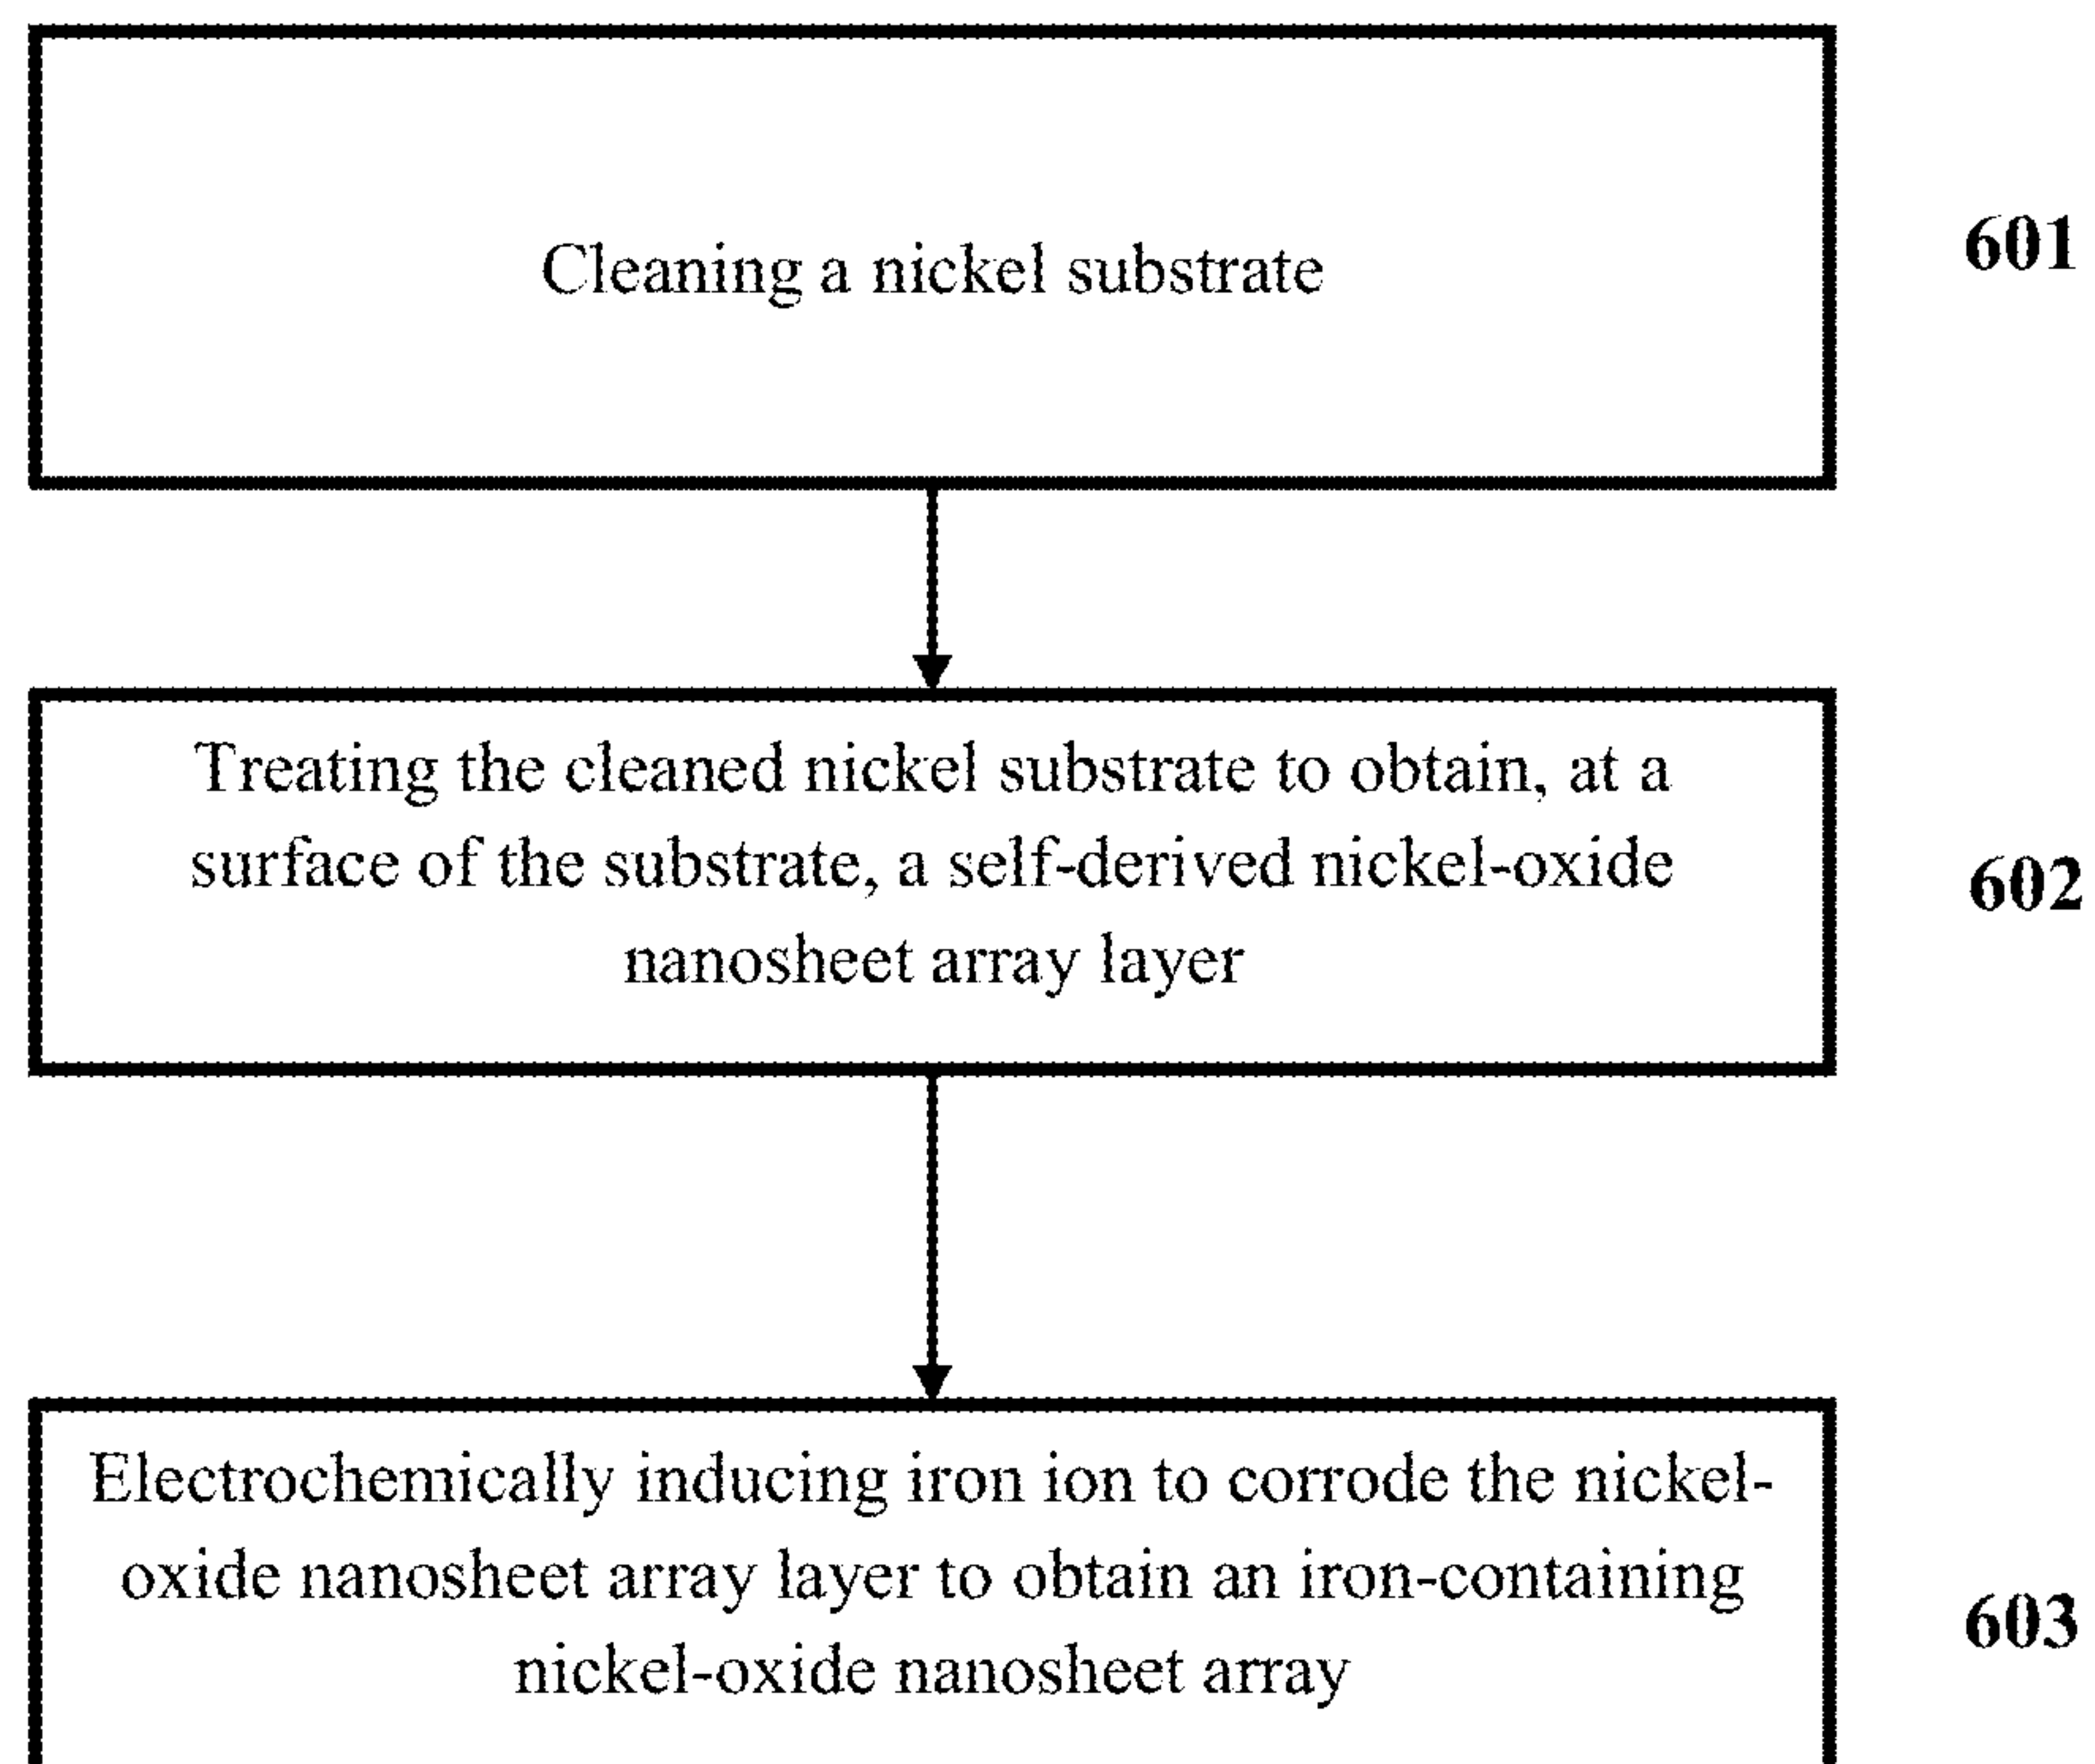 Cleaning a nickel substrate
601
Treating the cleaned nickel substrate to obtain, at a
surface of the substrate, a self-derived nickel-oxide
nanosheet array layer
602
Electrochemically inducing iron ion to corrode the nickel-
oxide nanosheet array layer to obtain an iron-containing
nickel-oxide nanosheet array
603